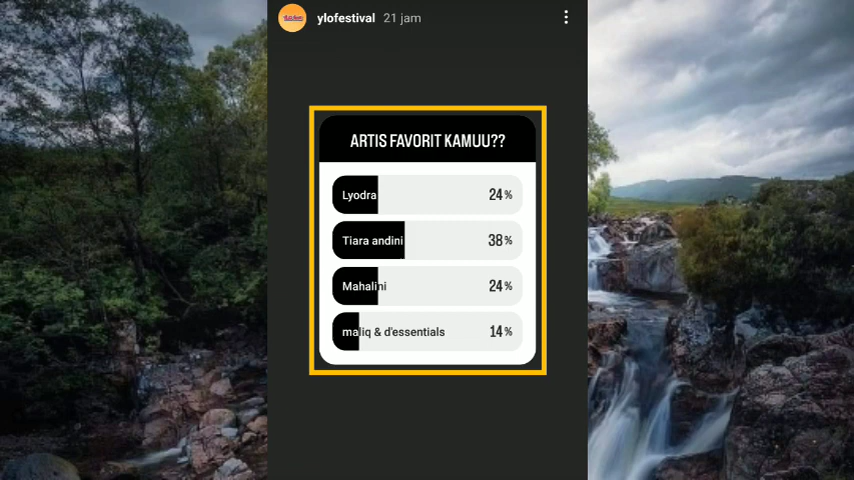 ylofestival 21 jam
ARTIS FAVORIT KAMUU??
Lyodra 24%
Tiara andini 38%
Mahalini 24%
maliq & d'essentials 14%